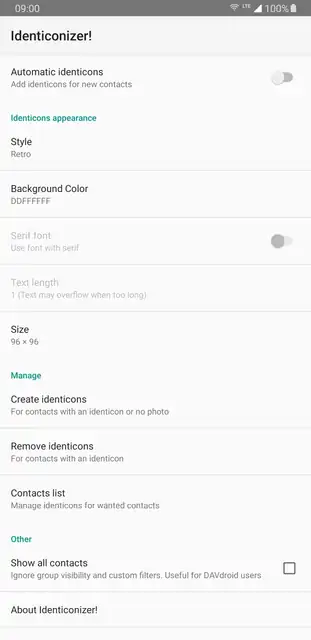 09:00
LTE 100%
Identiconizer!
Automatic identicons
Add identicons for new contacts
Identicons appearance
Style
Retro
Background Color
DDFFFFFF
Serif font
Use font with serif
Text length
1 (Text may overflow when too long)
Size
96 × 96
Manage
Create identicons
For contacts with an identicon or no photo
Remove identicons
For contacts with an identicon
Contacts list
Manage identicons for wanted contacts
Other
Show all contacts
Ignore group visibility and custom filters. Useful for DAVdroid users
About Identiconizer!